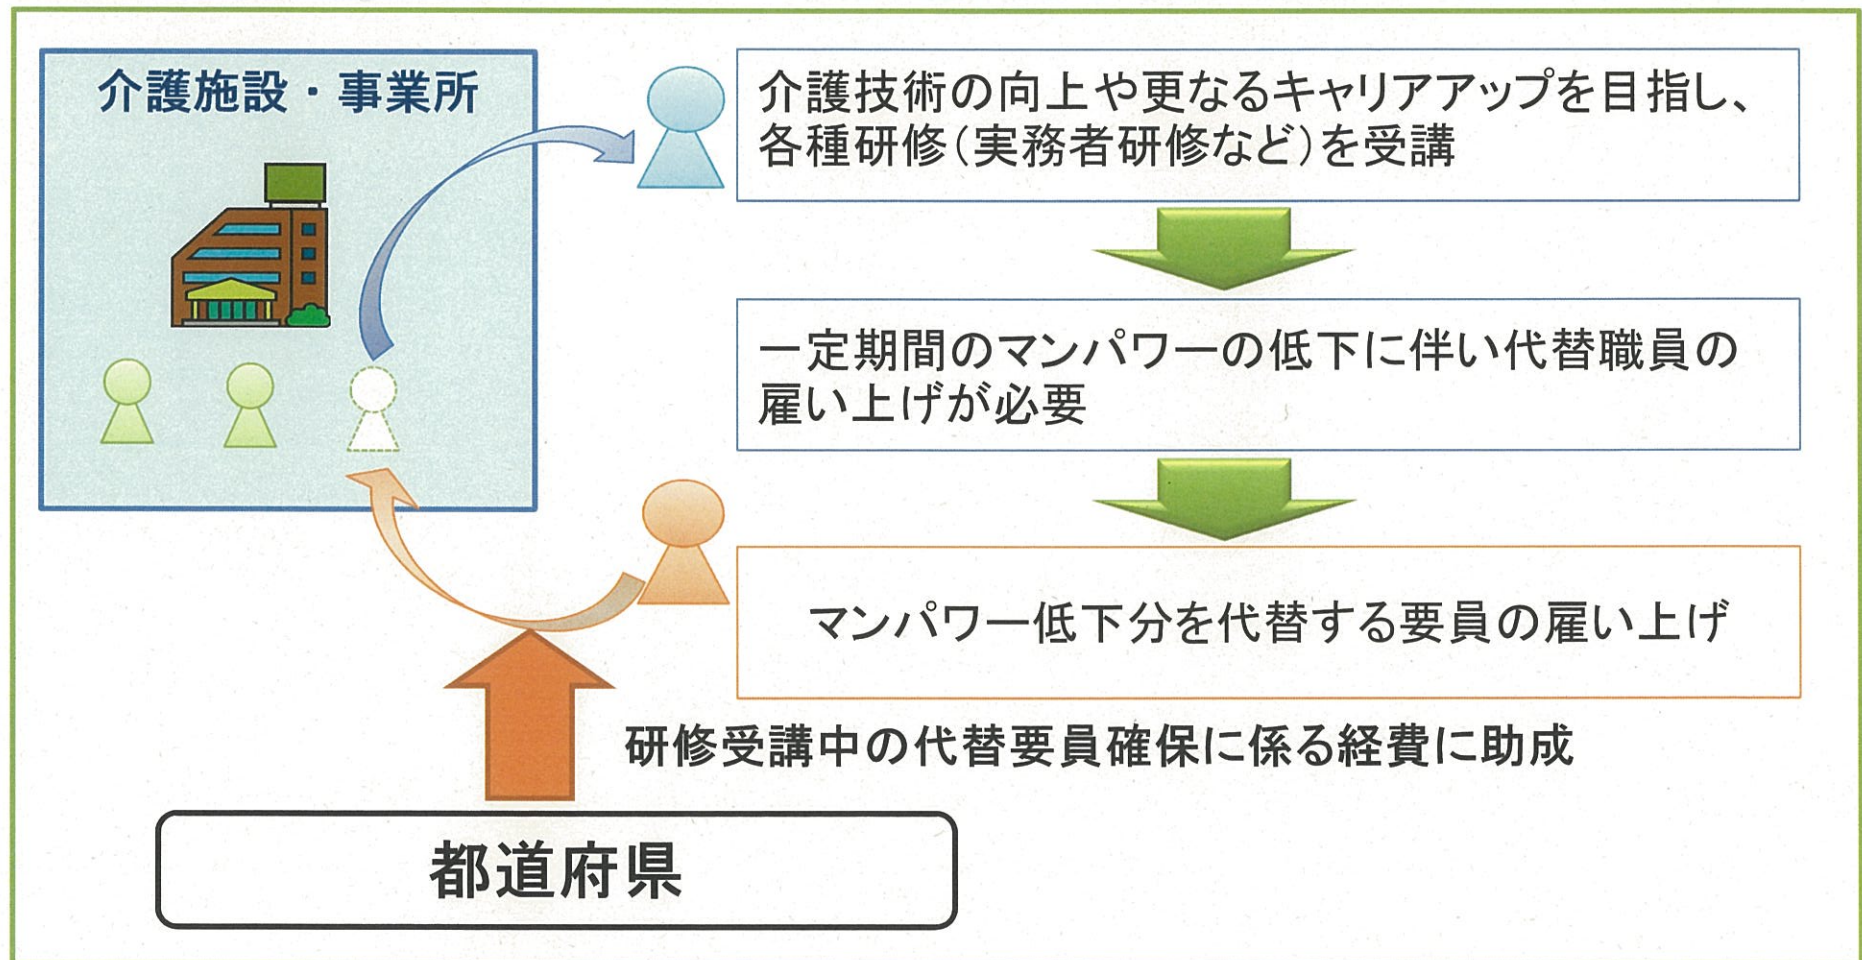 介護施設・事業所
介護技術の向上や更なるキャリアアップを目指し、
各種研修(実務者研修など)を受講
一定期間のマンパワーの低下に伴い代替職員の
雇い上げが必要
マンパワー低下分を代替する要員の雇い上げ
研修受講中の代替要員確保に係る経費に助成
都道府県